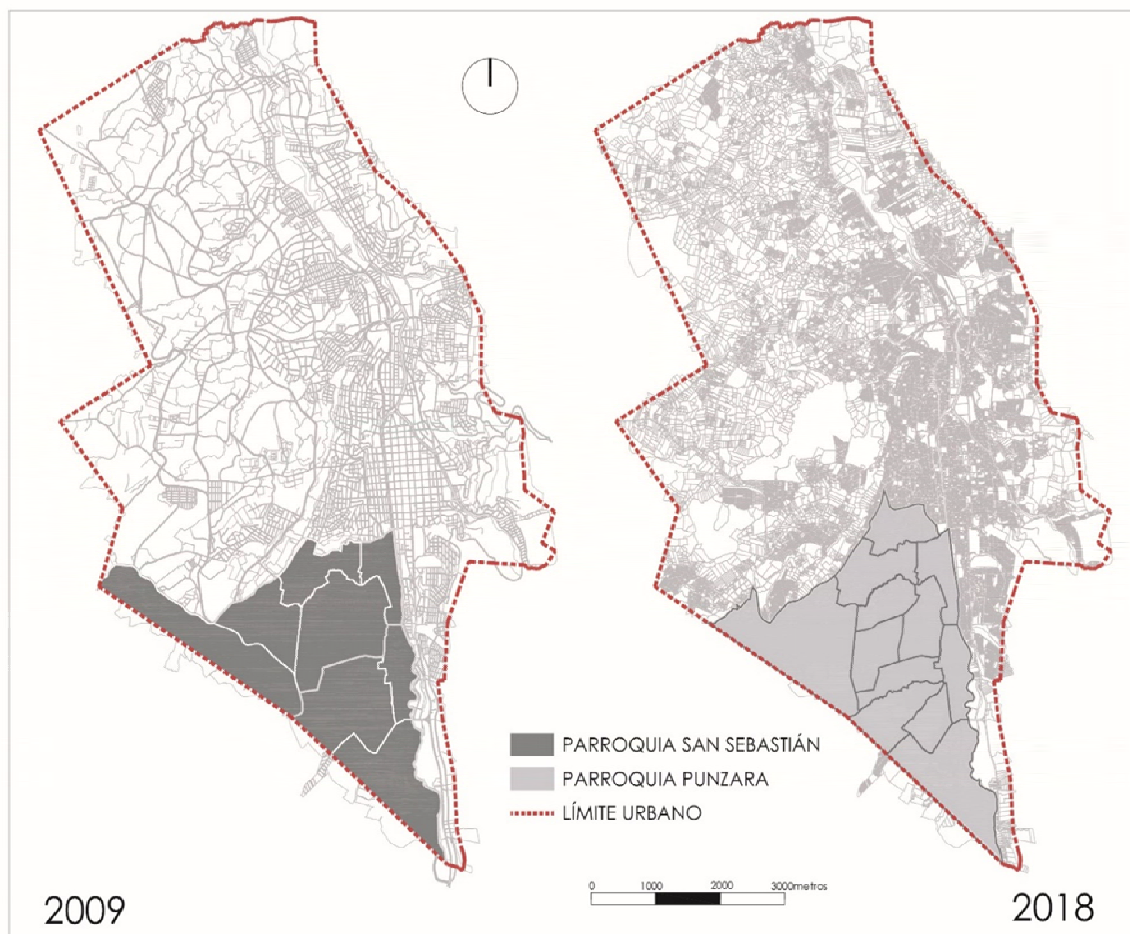 PARROQUIA SAN SEBASTIÁN
PARROQUIA PUNZARA
LÍMITE URBANO
0 1000 2000 3000metros
2009
2018